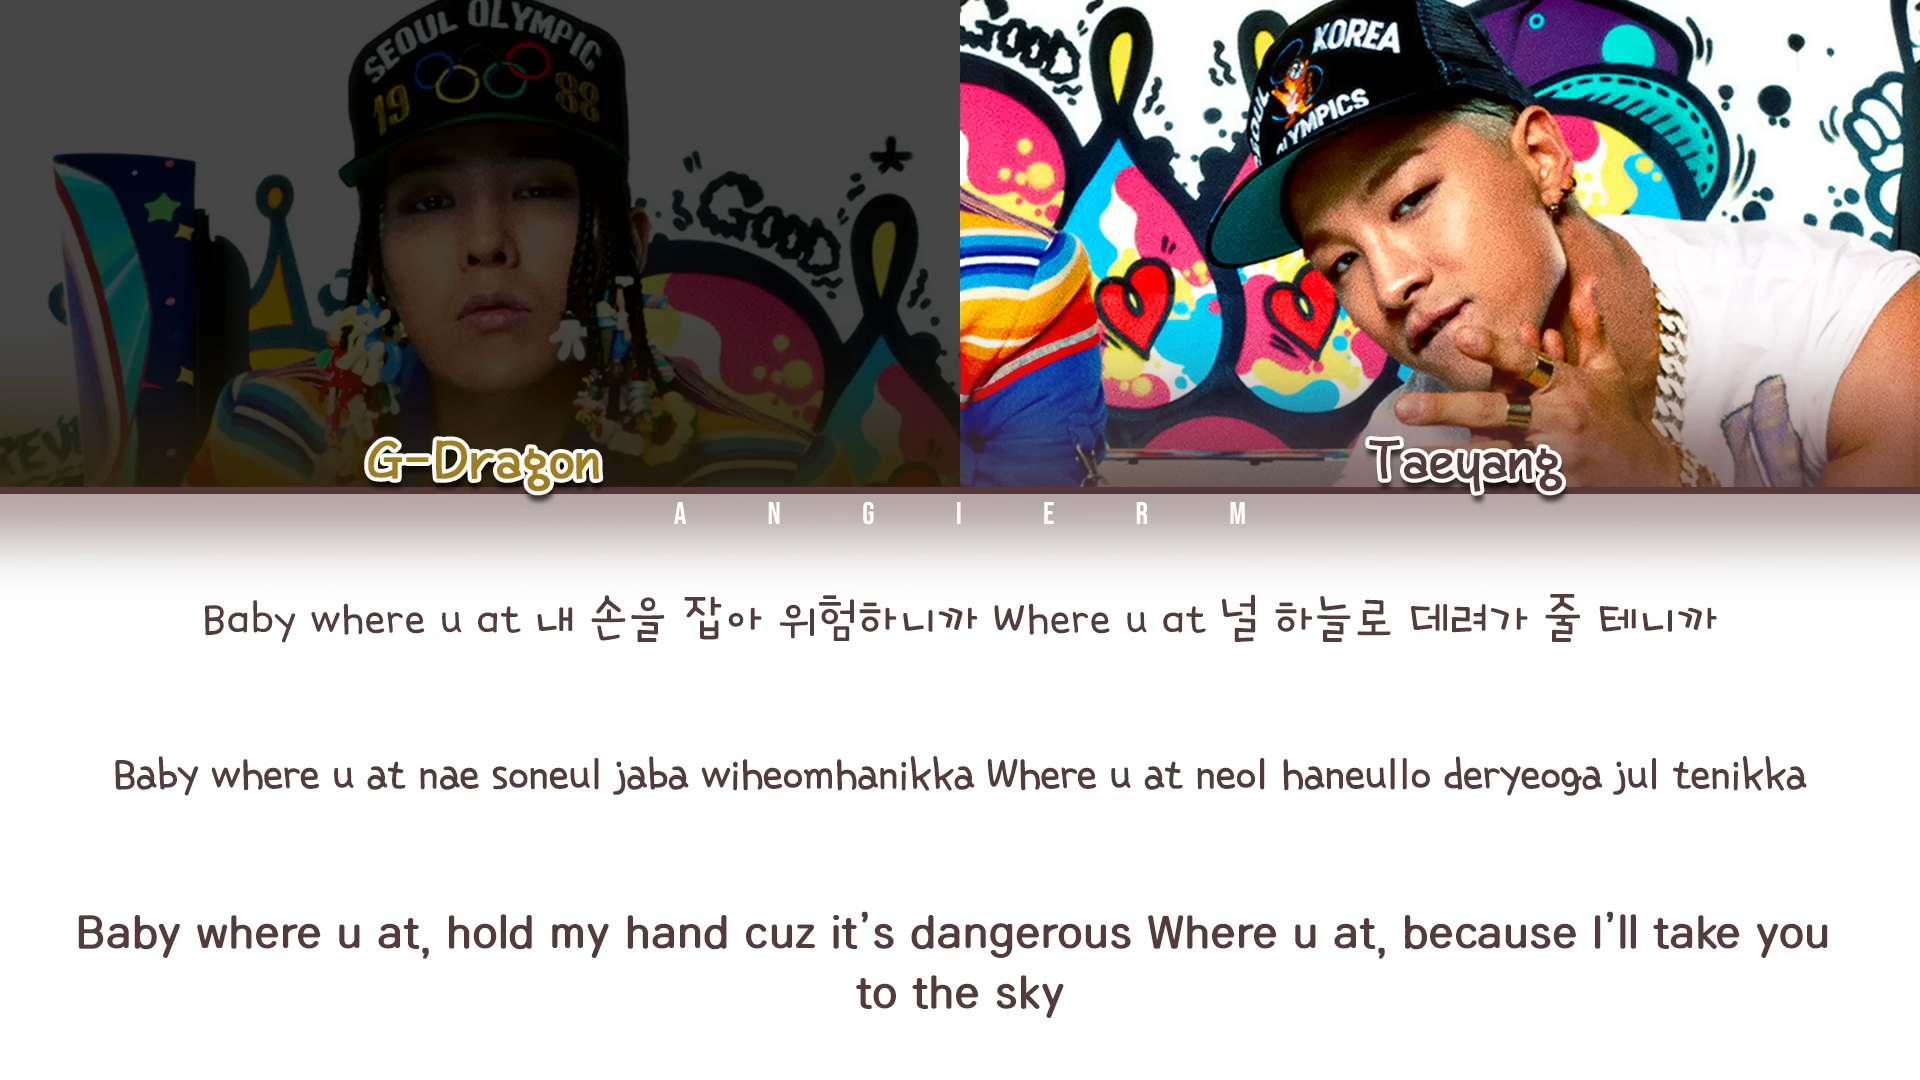 SEOUL OLYMPIC
19 88
GOOD
GOOD
KOREA
SEOUL
OLYMPICS
G-Dragon
Taeyang
A N G I E R M
Baby where u at 내 손을 잡아 위험하니까 Where u at 널 하늘로 데려가 줄 테니까
Baby where u at nae soneul jaba wiheomhanikka Where u at neol haneullo deryeoga jul tenikka
Baby where u at, hold my hand cuz it’s dangerous Where u at, because I’ll take you
to the sky